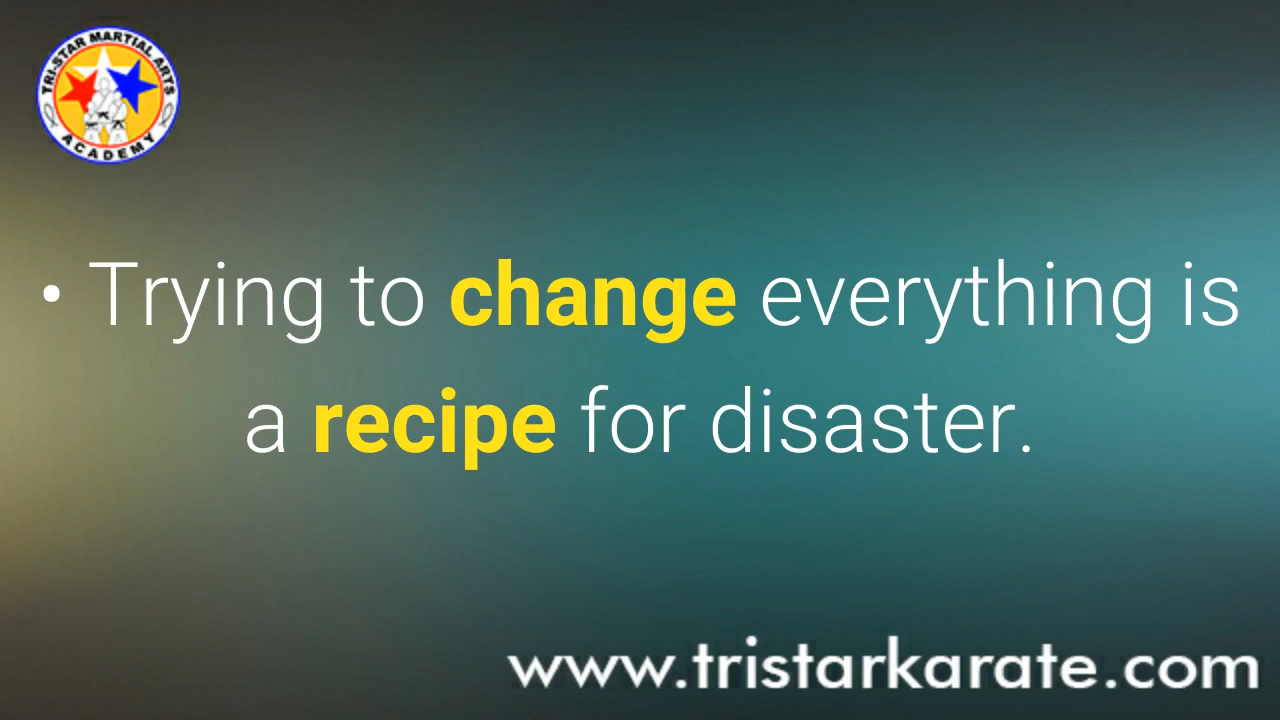 TRI-STAR MARTIAL ARTS
ACADEMY
• Trying to change everything is
a recipe for disaster.
www.tristarkarate.com